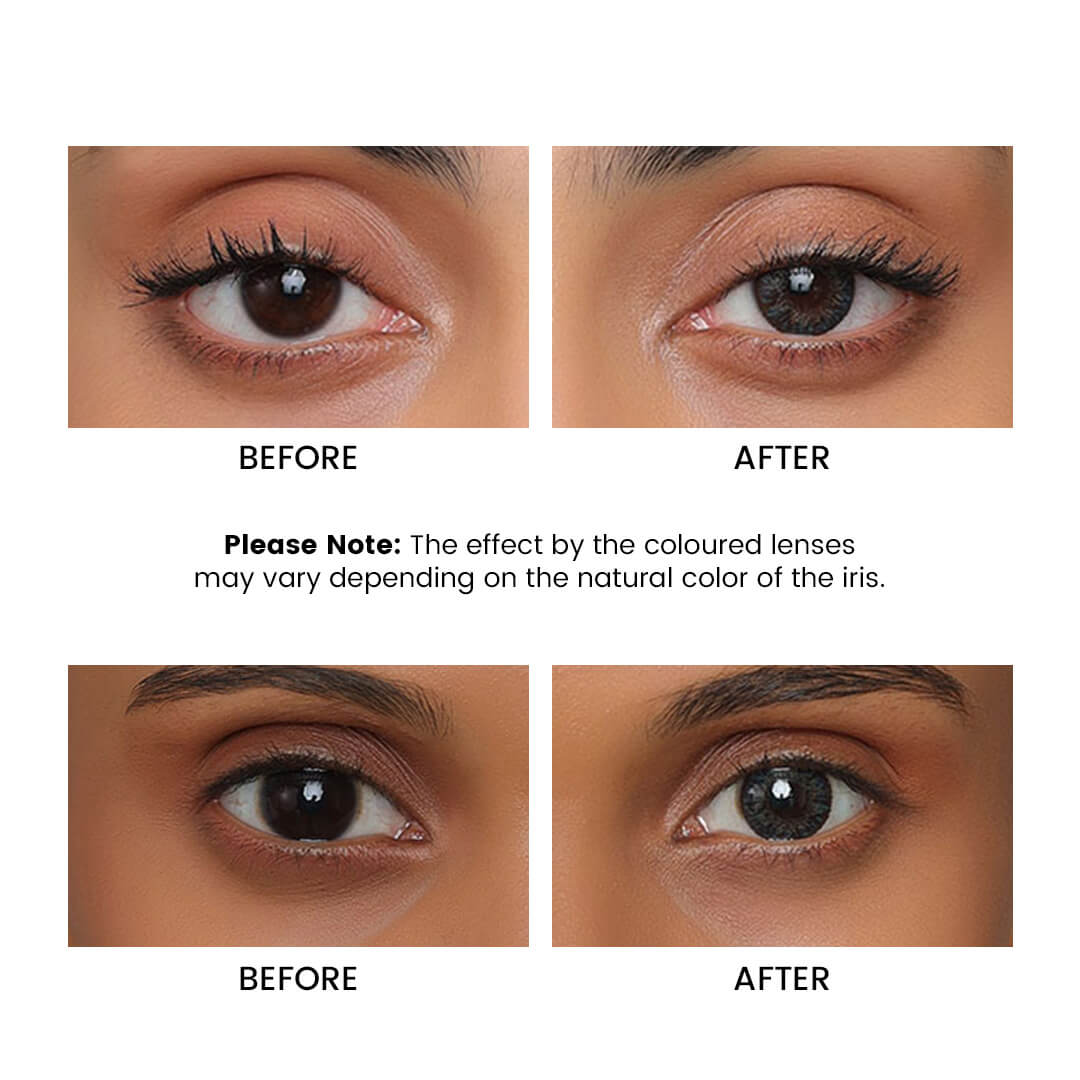 BEFORE
AFTER
Please Note: The effect by the coloured lenses
may vary depending on the natural color of the iris.
BEFORE
AFTER